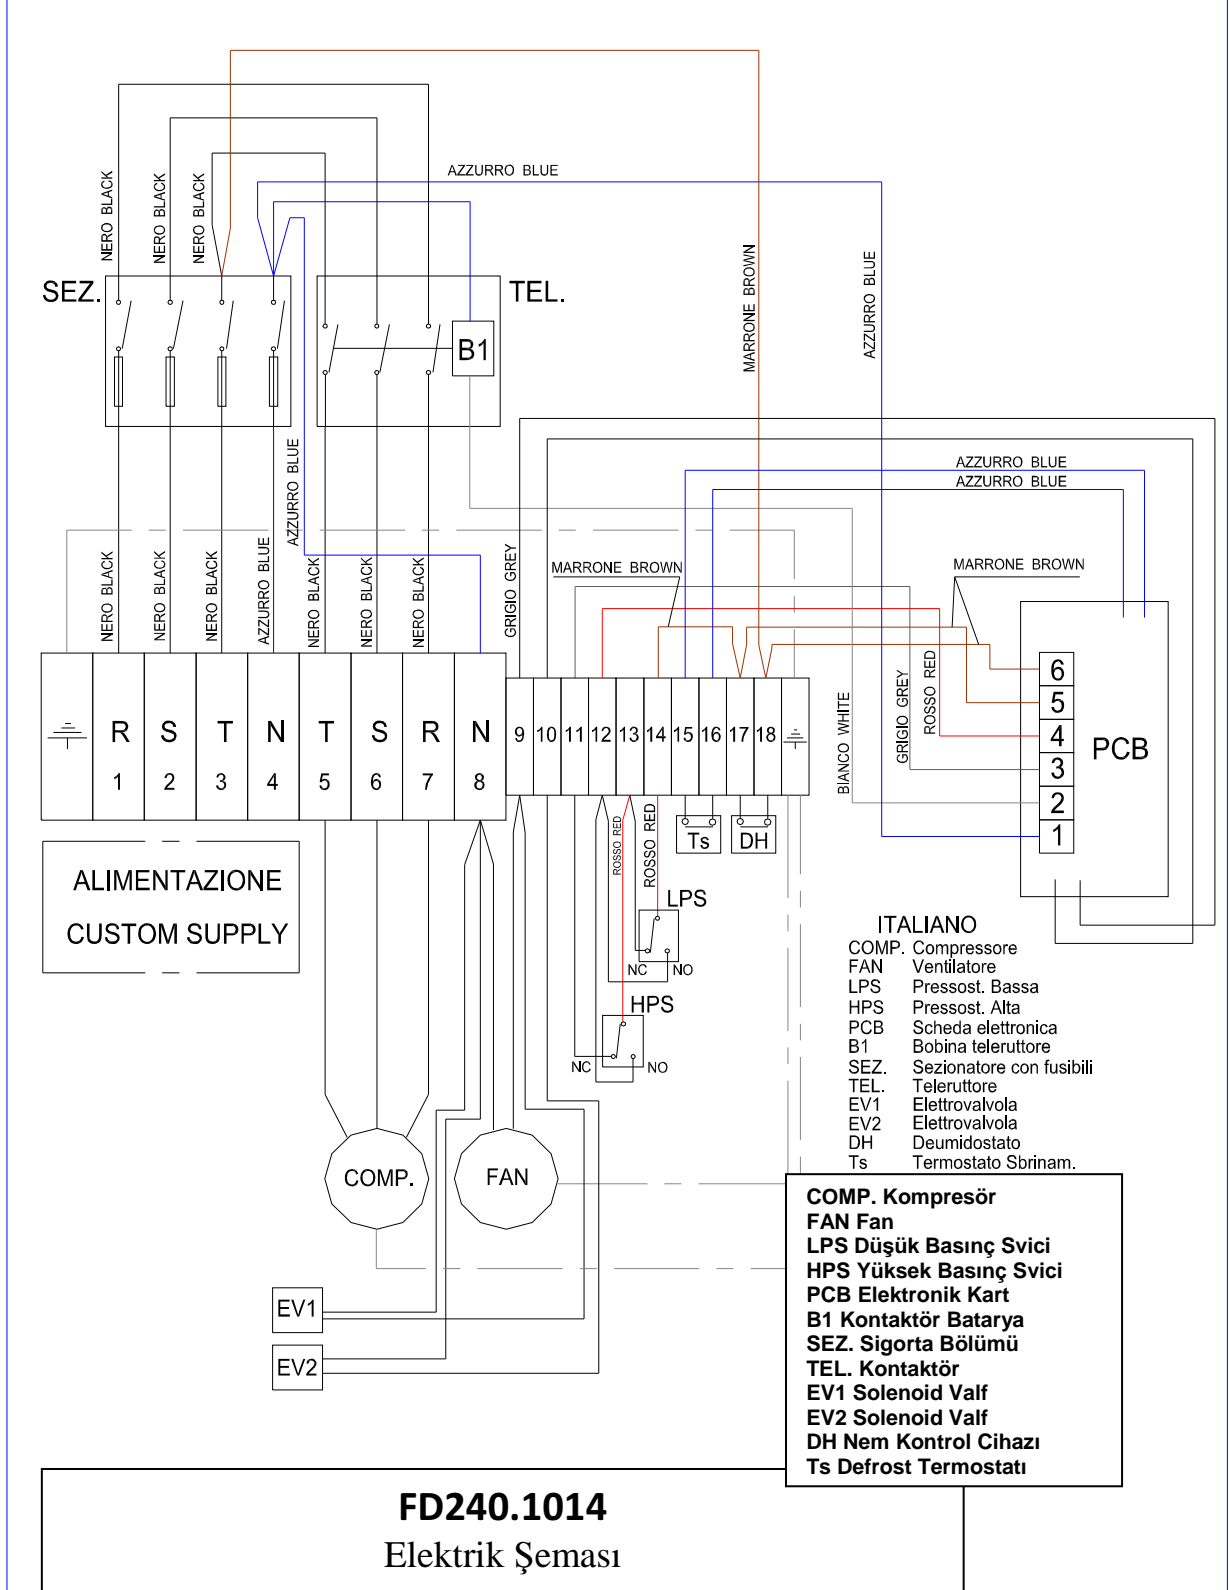 AZZURRO BLUE
NERO BLACK
NERO BLACK
NERO BLACK
MARRONE BROWN
AZZURRO BLUE
SEZ.
TEL.
B1
AZZURRO BLUE
AZZURRO BLUE
AZZURRO BLUE
NERO BLACK
NERO BLACK
NERO BLACK
AZZURRO BLUE
NERO BLACK
NERO BLACK
NERO BLACK
GRIGIO GREY
MARRONE BROWN
MARRONE BROWN
BIANCO WHITE
GRIGIO GREY
ROSSO RED
R S T N T S R N
1 2 3 4 5 6 7 8
9 10 11 12 13 14 15 16 17 18
6
5
4
3
2
1
PCB
ROSSO RED
ROSSO RED
Ts
DH
ALIMENTAZIONE
CUSTOM SUPPLY
LPS
NC NO
HPS
NC NO
COMP.
FAN
EV1
EV2
ITALIANO
COMP. Compressore
FAN Ventilatore
LPS Pressost. Bassa
HPS Pressost. Alta
PCB Scheda elettronica
B1 Bobina teleruttore
SEZ. Sezionatore con fusibili
TEL. Teleruttore
EV1 Elettrovalvola
EV2 Elettrovalvola
DH Deumidostato
Ts Termostato Sbrinam.
COMP. Kompresör
FAN Fan
LPS Düşük Basınç Svici
HPS Yüksek Basınç Svici
PCB Elektronik Kart
B1 Kontaktör Batarya
SEZ. Sigorta Bölümü
TEL. Kontaktör
EV1 Solenoid Valf
EV2 Solenoid Valf
DH Nem Kontrol Cihazı
Ts Defrost Termostatı
FD240.1014
Elektrik Şeması